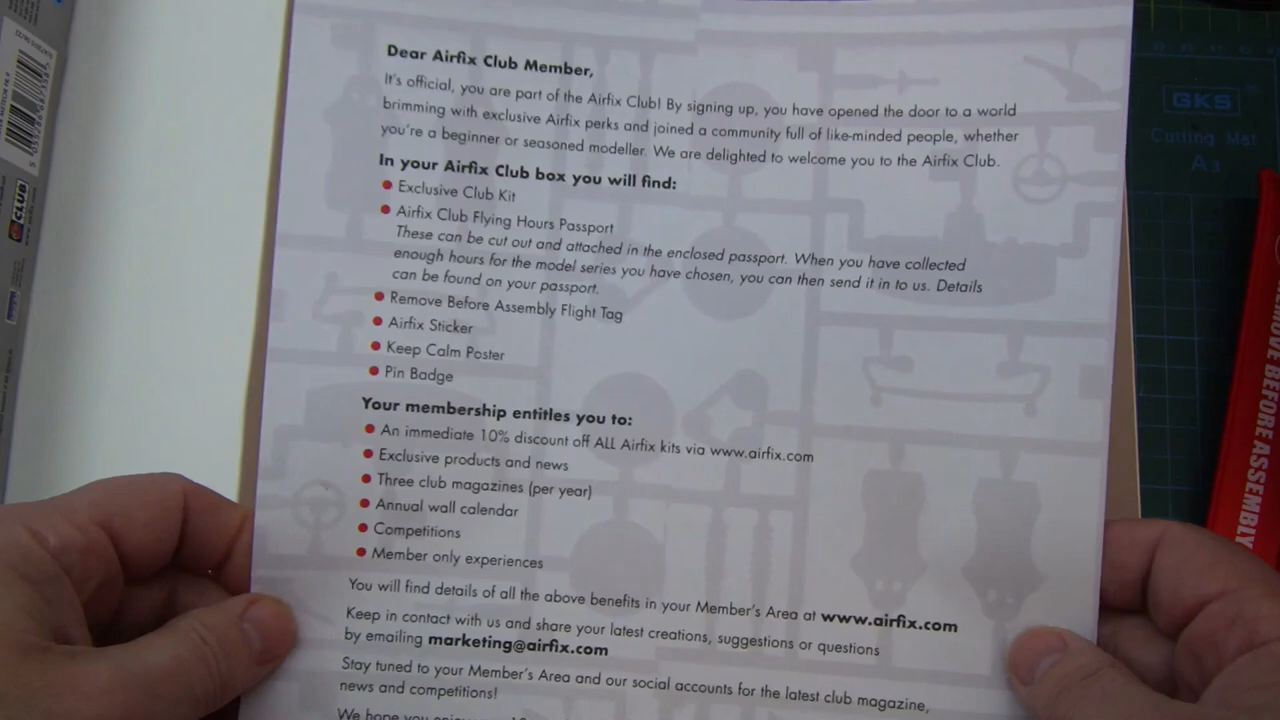 Dear Airfix Club Member,
It's official, you are part of the Airfix Club! By signing up, you have opened the door to a world
brimming with exclusive Airfix perks and joined a community full of like-minded people, whether
you're a beginner or seasoned modeller. We are delighted to welcome you to the Airfix Club.
In your Airfix Club box you will find:
Exclusive Club Kit
Airfix Club Flying Hours Passport
These can be cut out and attached in the enclosed passport. When you have collected
enough hours for the model series you have chosen, you can then send it in to us. Details
can be found on your passport.
Remove Before Assembly Flight Tag
Airfix Sticker
Keep Calm Poster
Pin Badge
Your membership entitles you to:
An immediate 10% discount off ALL Airfix kits via www.airfix.com
Exclusive products and news
Three club magazines (per year)
Annual wall calendar
Competitions
Member only experiences
You will find details of all the above benefits in your Member's Area at www.airfix.com
Keep in contact with us and share your latest creations, suggestions or questions
by emailing marketing@airfix.com
Stay tuned to your Member's Area and our social accounts for the latest club magazine,
news and competitions!
We hope you enjoy
GKS
Cutting Mat
REMOVE BEFORE ASSEMBLY
CLUB